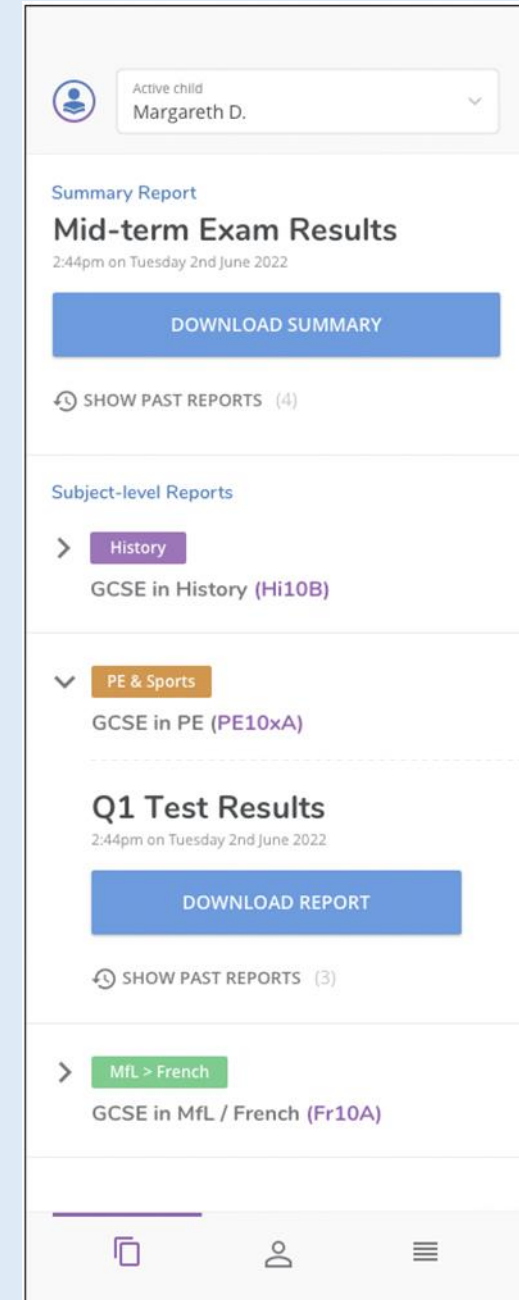 Active child
Margareth D.
Summary Report
Mid-term Exam Results
2:44pm on Tuesday 2nd June 2022
DOWNLOAD SUMMARY
SHOW PAST REPORTS (4)
Subject-level Reports
History
GCSE in History (Hi10B)
PE & Sports
GCSE in PE (PE10xA)
Q1 Test Results
2:44pm on Tuesday 2nd June 2022
DOWNLOAD REPORT
SHOW PAST REPORTS (3)
MfL > French
GCSE in MfL / French (Fr10A)